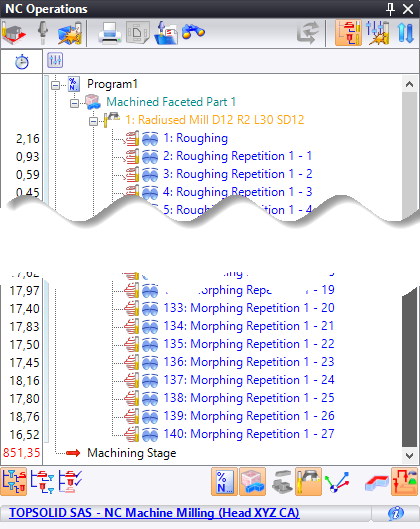 NC Operations
Program1
Machined Faceted Part 1
1: Radiused Mill D12 R2 L30 SD12
2,16 1: Roughing
0,93 2: Roughing Repetition 1 - 1
0,59 3: Roughing Repetition 1 - 2
0,45 4: Roughing Repetition 1 - 3
5: Roughing Repetition 1 - 4
17,62
17,97 Morphing Repe 1 - 19
17,40 133: Morphing Repetition 1 - 20
17,83 134: Morphing Repetition 1 - 21
17,50 135: Morphing Repetition 1 - 22
17,45 136: Morphing Repetition 1 - 23
18,16 137: Morphing Repetition 1 - 24
17,80 138: Morphing Repetition 1 - 25
18,76 139: Morphing Repetition 1 - 26
16,52 140: Morphing Repetition 1 - 27
851,35 Machining Stage
TOPSOLID SAS - NC Machine Milling (Head XYZ CA)